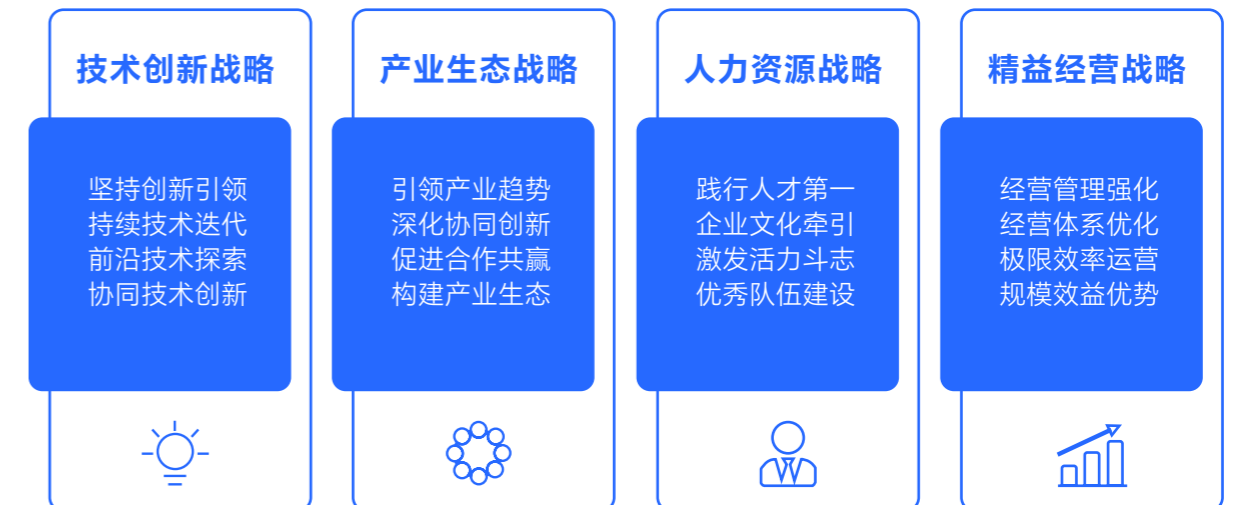 技术创新战略
坚持创新引领
持续技术迭代
前沿技术探索
协同技术创新
产业生态战略
引领产业趋势
深化协同创新
促进合作共赢
构建产业生态
人力资源战略
践行人才第一
企业文化牵引
激发活力斗志
优秀队伍建设
精益经营战略
经营管理强化
经营体系优化
极限效率运营
规模效益优势